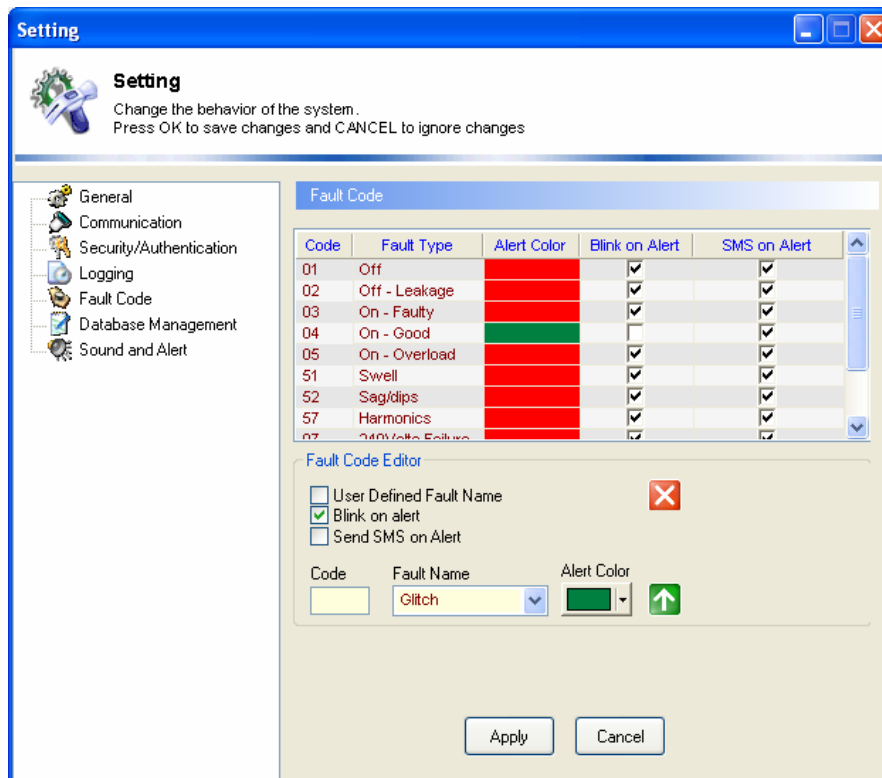 Setting
Setting
Change the behavior of the system.
Press OK to save changes and CANCEL to ignore changes
General
Communication
Security/Authentication
Logging
Fault Code
Database Management
Sound and Alert
Fault Code
Code Fault Type Alert Color Blink on Alert SMS on Alert
01 Off
02 Off - Leakage
03 On - Faulty
04 On - Good
05 On - Overload
51 Swell
52 Sag/dips
57 Harmonics
07 240Volts Failure
Fault Code Editor
User Defined Fault Name
Blink on alert
Send SMS on Alert
Code Fault Name Alert Color
Glitch
Apply Cancel